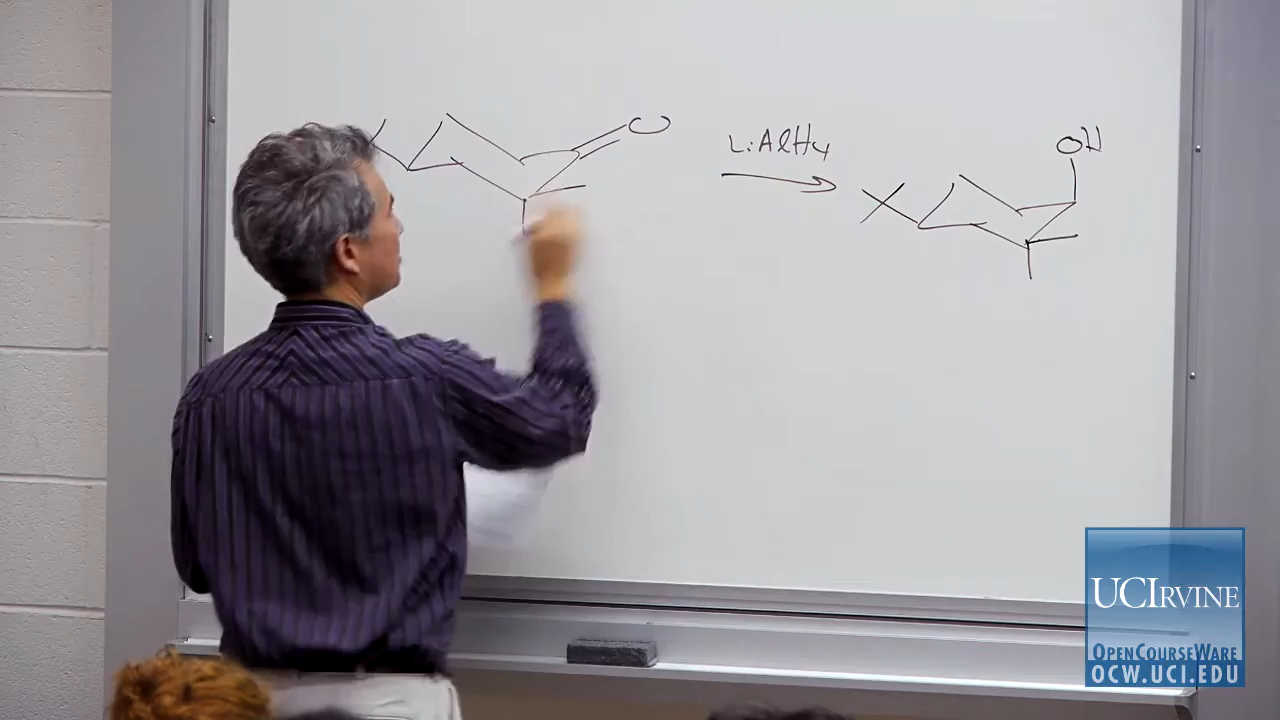 O
LiAlH4
OH
UCIRVINE
OPENCOURSEWARE
OCW.UCI.EDU